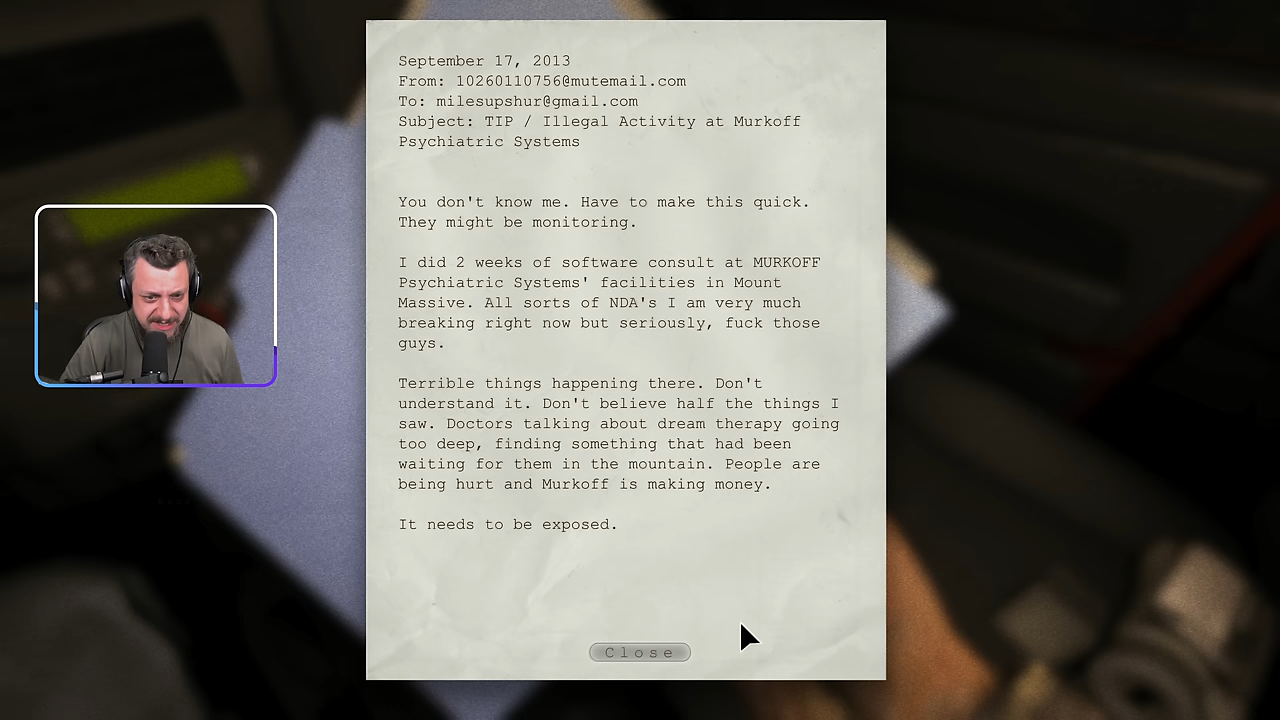 September 17, 2013
From: 10260110756@mutemail.com
To: milesupshur@gmail.com
Subject: TIP / Illegal Activity at Murkoff
Psychiatric Systems
You don't know me. Have to make this quick.
They might be monitoring.
I did 2 weeks of software consult at MURKOFF
Psychiatric Systems' facilities in Mount
Massive. All sorts of NDA's I am very much
breaking right now but seriously, fuck those
guys.
Terrible things happening there. Don't
understand it. Don't believe half the things I
saw. Doctors talking about dream therapy going
too deep, finding something that had been
waiting for them in the mountain. People are
being hurt and Murkoff is making money.
It needs to be exposed.
Close